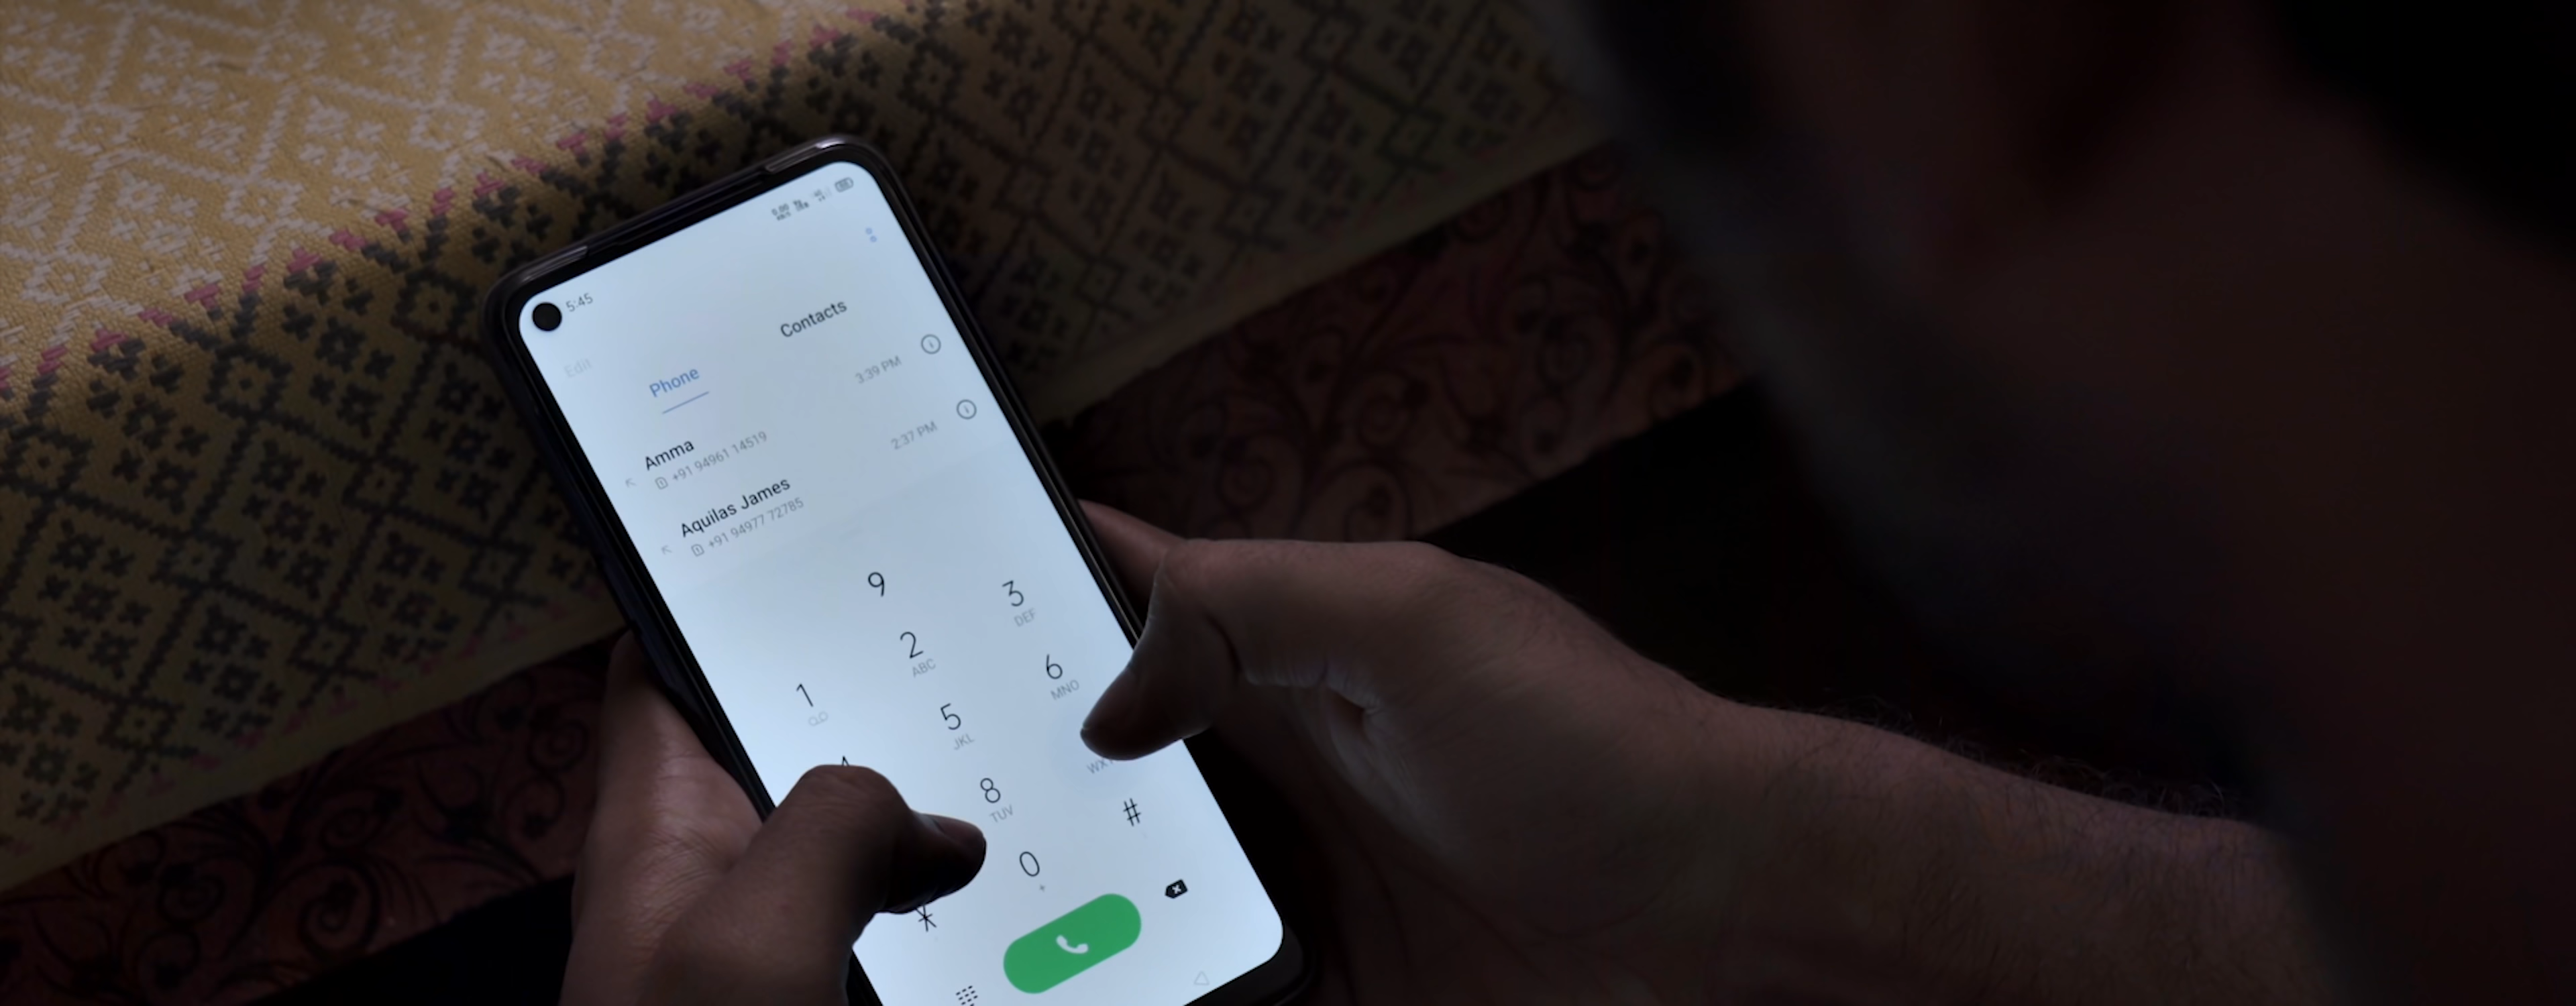 5:45
Edit
Phone
Contacts
Amma
+91 94961 14519
3:39 PM
Aquilas James
+91 94977 72785
2:37 PM
9
1
2
ABC
3
DEF
5
JKL
6
MNO
8
TUV
*
0
+
#